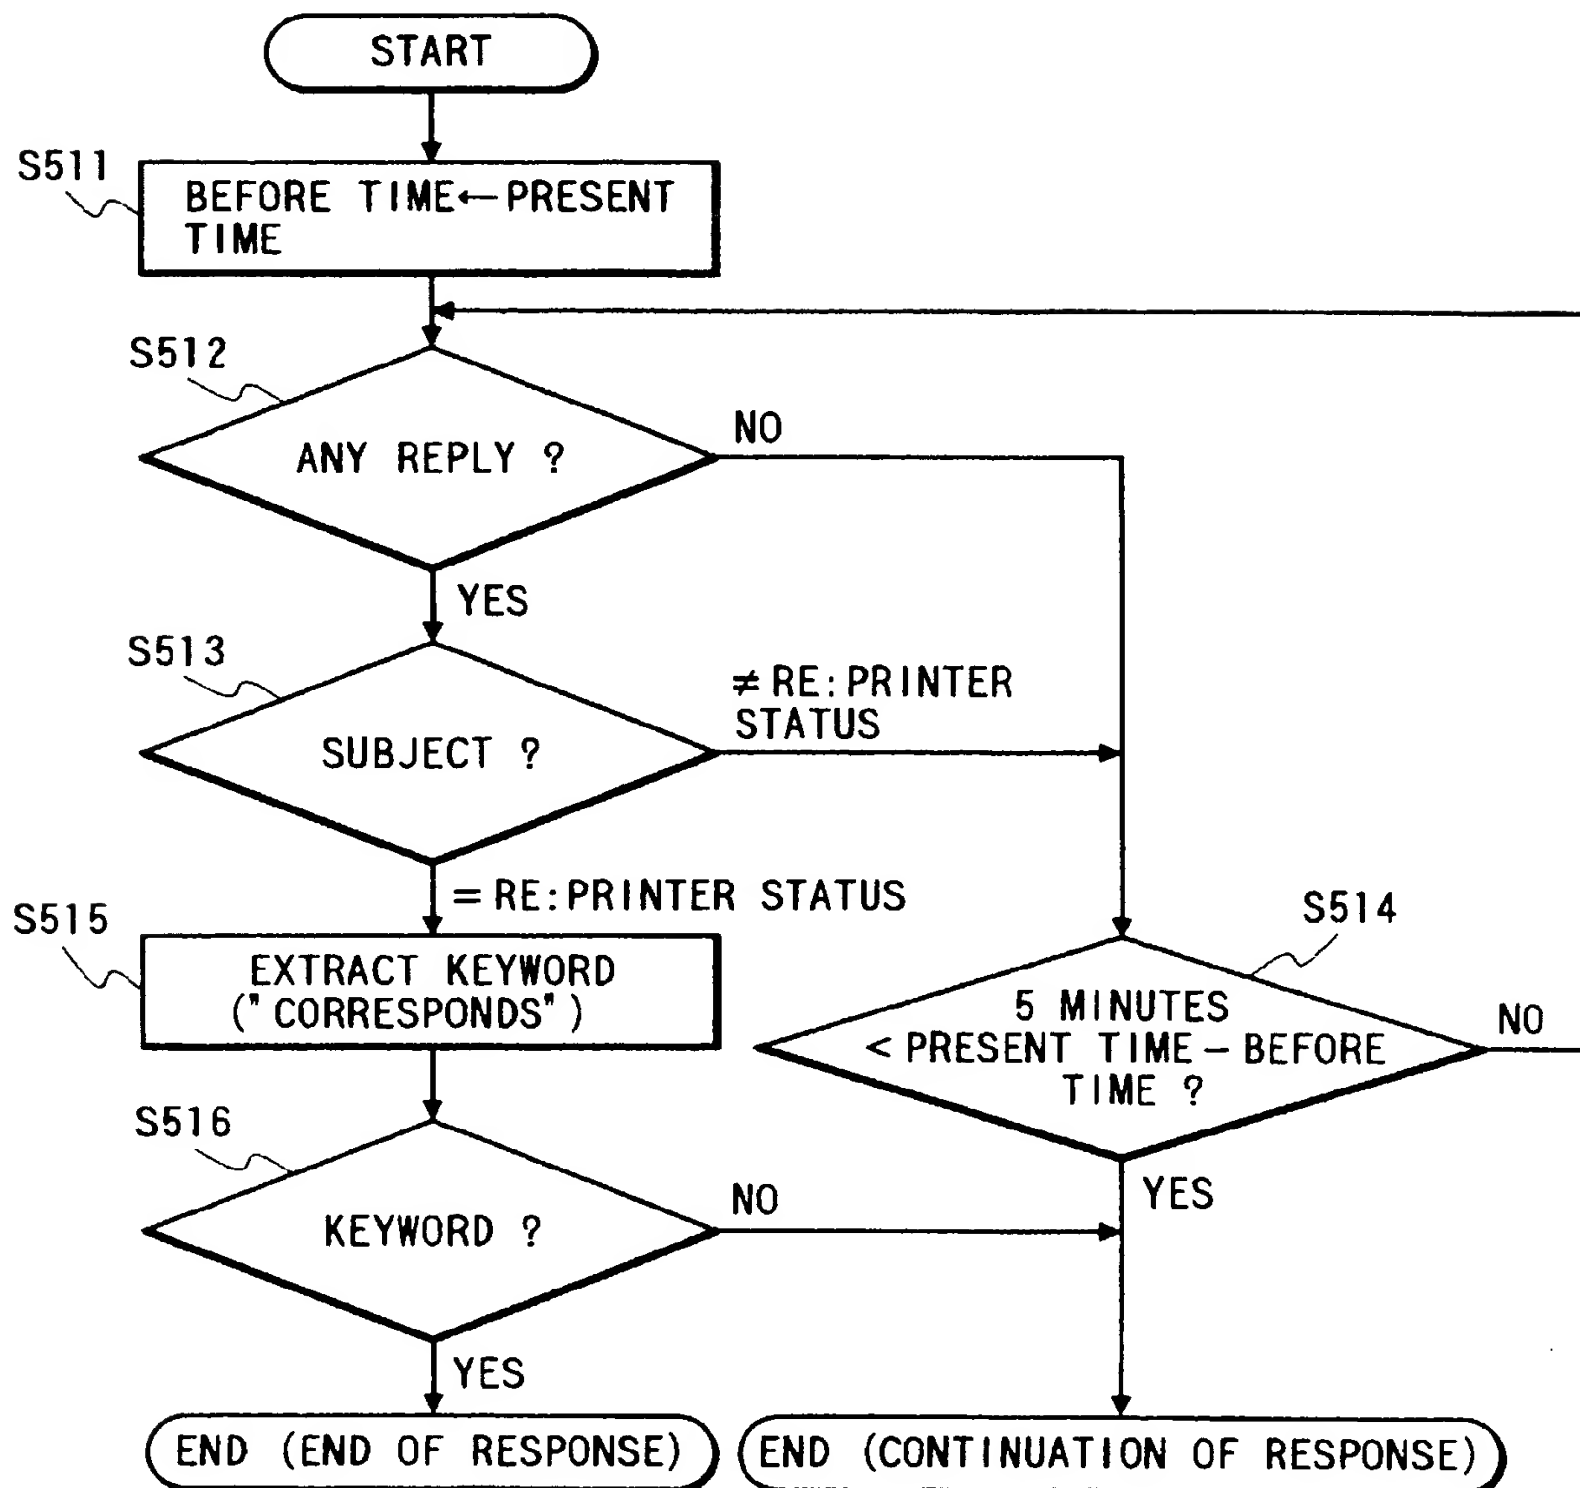 START
S511
BEFORE TIME←PRESENT
TIME
S512
ANY REPLY ?
NO
YES
S513
SUBJECT ?
≠ RE:PRINTER
STATUS
= RE:PRINTER STATUS
S515
EXTRACT KEYWORD
("CORRESPONDS")
S514
5 MINUTES
< PRESENT TIME – BEFORE
TIME ?
NO
YES
S516
KEYWORD ?
NO
YES
END (END OF RESPONSE)
END (CONTINUATION OF RESPONSE)